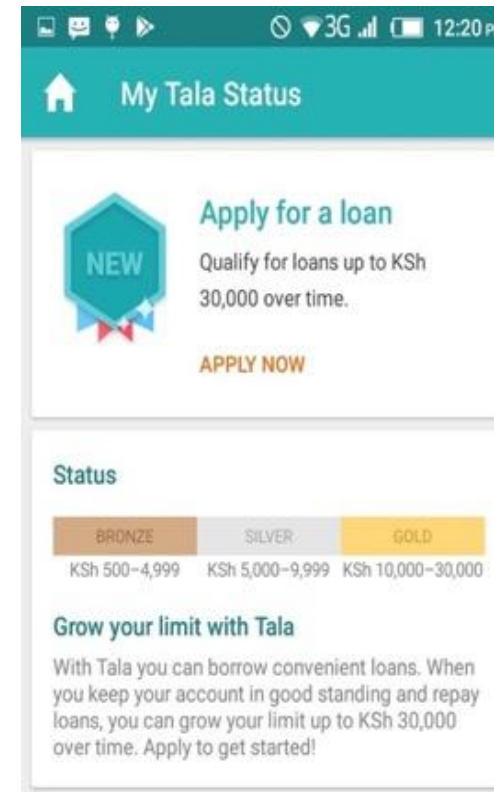 3G 12:20 P
My Tala Status
NEW
Apply for a loan
Qualify for loans up to KSh
30,000 over time.
APPLY NOW
Status
BRONZE SILVER GOLD
KSh 500–4,999 KSh 5,000–9,999 KSh 10,000–30,000
Grow your limit with Tala
With Tala you can borrow convenient loans. When
you keep your account in good standing and repay
loans, you can grow your limit up to KSh 30,000
over time. Apply to get started!